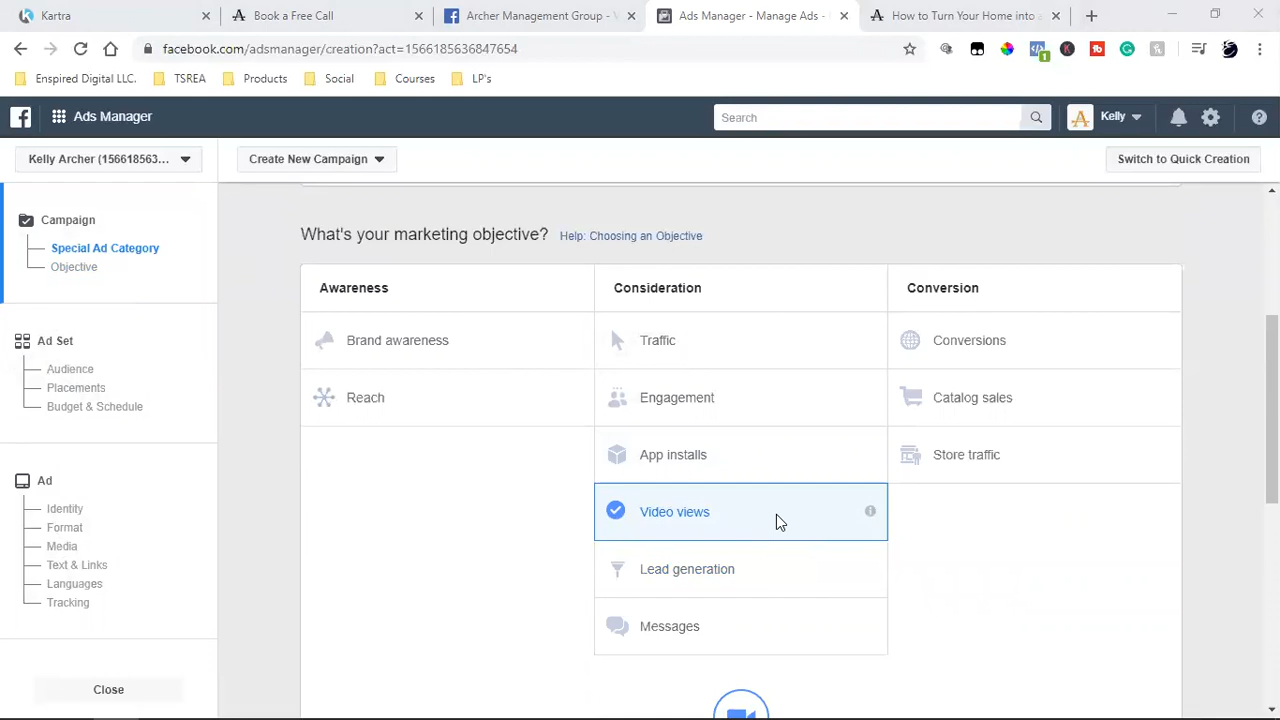 Kartra
Book a Free Call
Archer Management Group - V
Ads Manager - Manage Ads -
How to Turn Your Home into a
facebook.com/adsmanager/creation?act=1566185636847654
1
Enspired Digital LLC.
TSREA
Products
Social
Courses
LP's
Ads Manager
Search
Kelly
Kelly Archer (156618563...
Create New Campaign
Switch to Quick Creation
Campaign
Special Ad Category
Objective
Ad Set
Audience
Placements
Budget & Schedule
Ad
Identity
Format
Media
Text & Links
Languages
Tracking
Close
What's your marketing objective? Help: Choosing an Objective
Awareness
Consideration
Conversion
Brand awareness
Traffic
Conversions
Reach
Engagement
Catalog sales
App installs
Store traffic
Video views
Lead generation
Messages